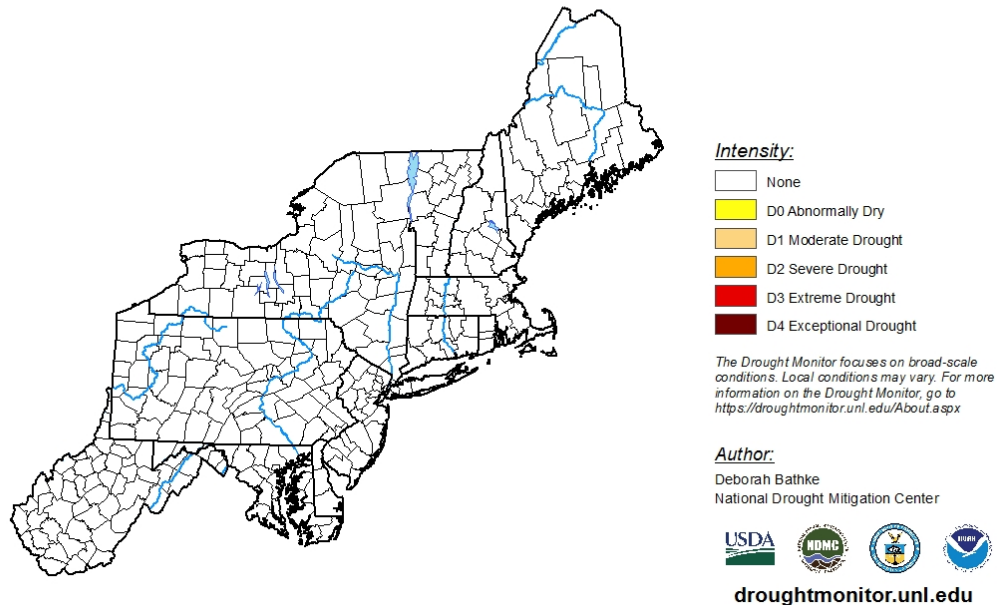 Intensity:
None
D0 Abnormally Dry
D1 Moderate Drought
D2 Severe Drought
D3 Extreme Drought
D4 Exceptional Drought
The Drought Monitor focuses on broad-scale
conditions. Local conditions may vary. For more
information on the Drought Monitor, go to
https://droughtmonitor.unl.edu/About.aspx
Author:
Deborah Bathke
National Drought Mitigation Center
USDA
NDMC
NOAA
droughtmonitor.unl.edu